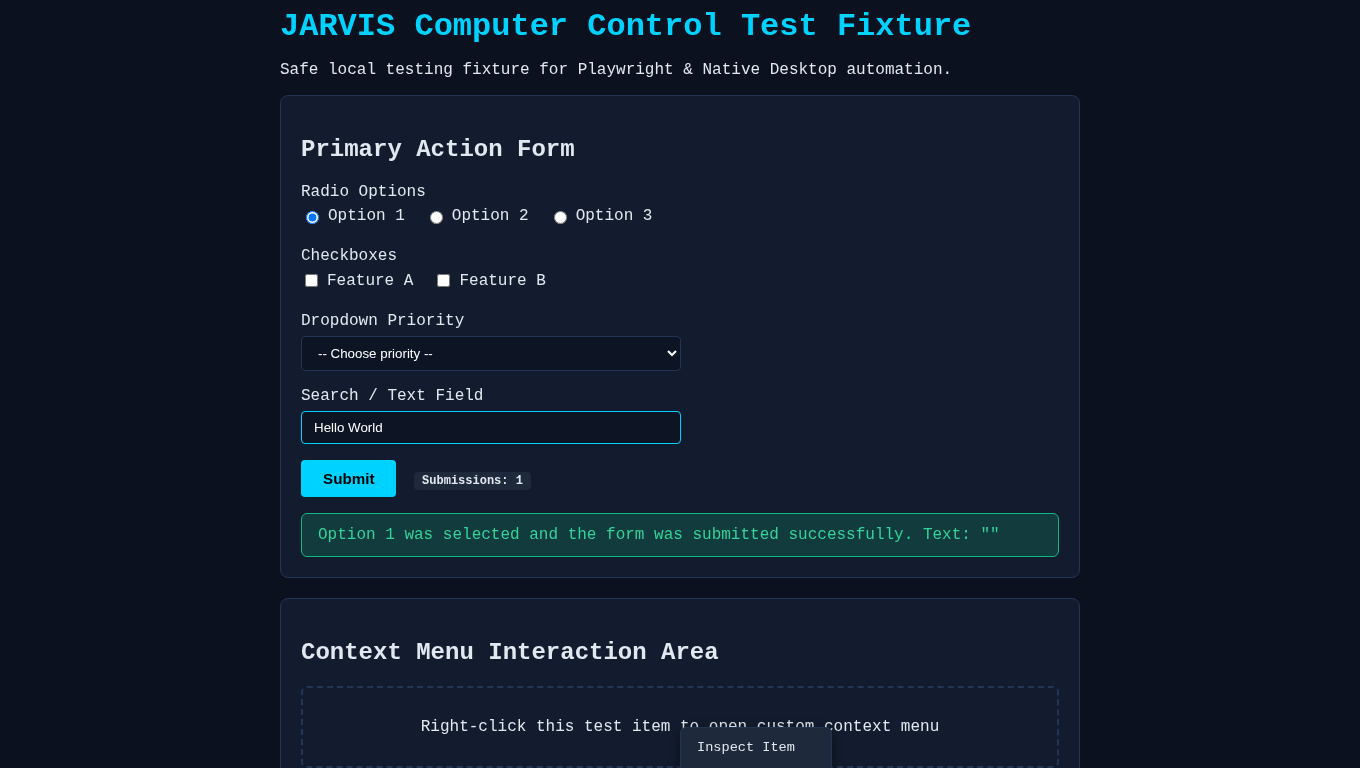 JARVIS Computer Control Test Fixture
Safe local testing fixture for Playwright & Native Desktop automation.
Primary Action Form
Radio Options
Option 1 Option 2 Option 3
Checkboxes
Feature A Feature B
Dropdown Priority
-- Choose priority --
Search / Text Field
Hello World
Submit Submissions: 1
Option 1 was selected and the form was submitted successfully. Text: ""
Context Menu Interaction Area
Right-click this test item to open custom context menu
Inspect Item